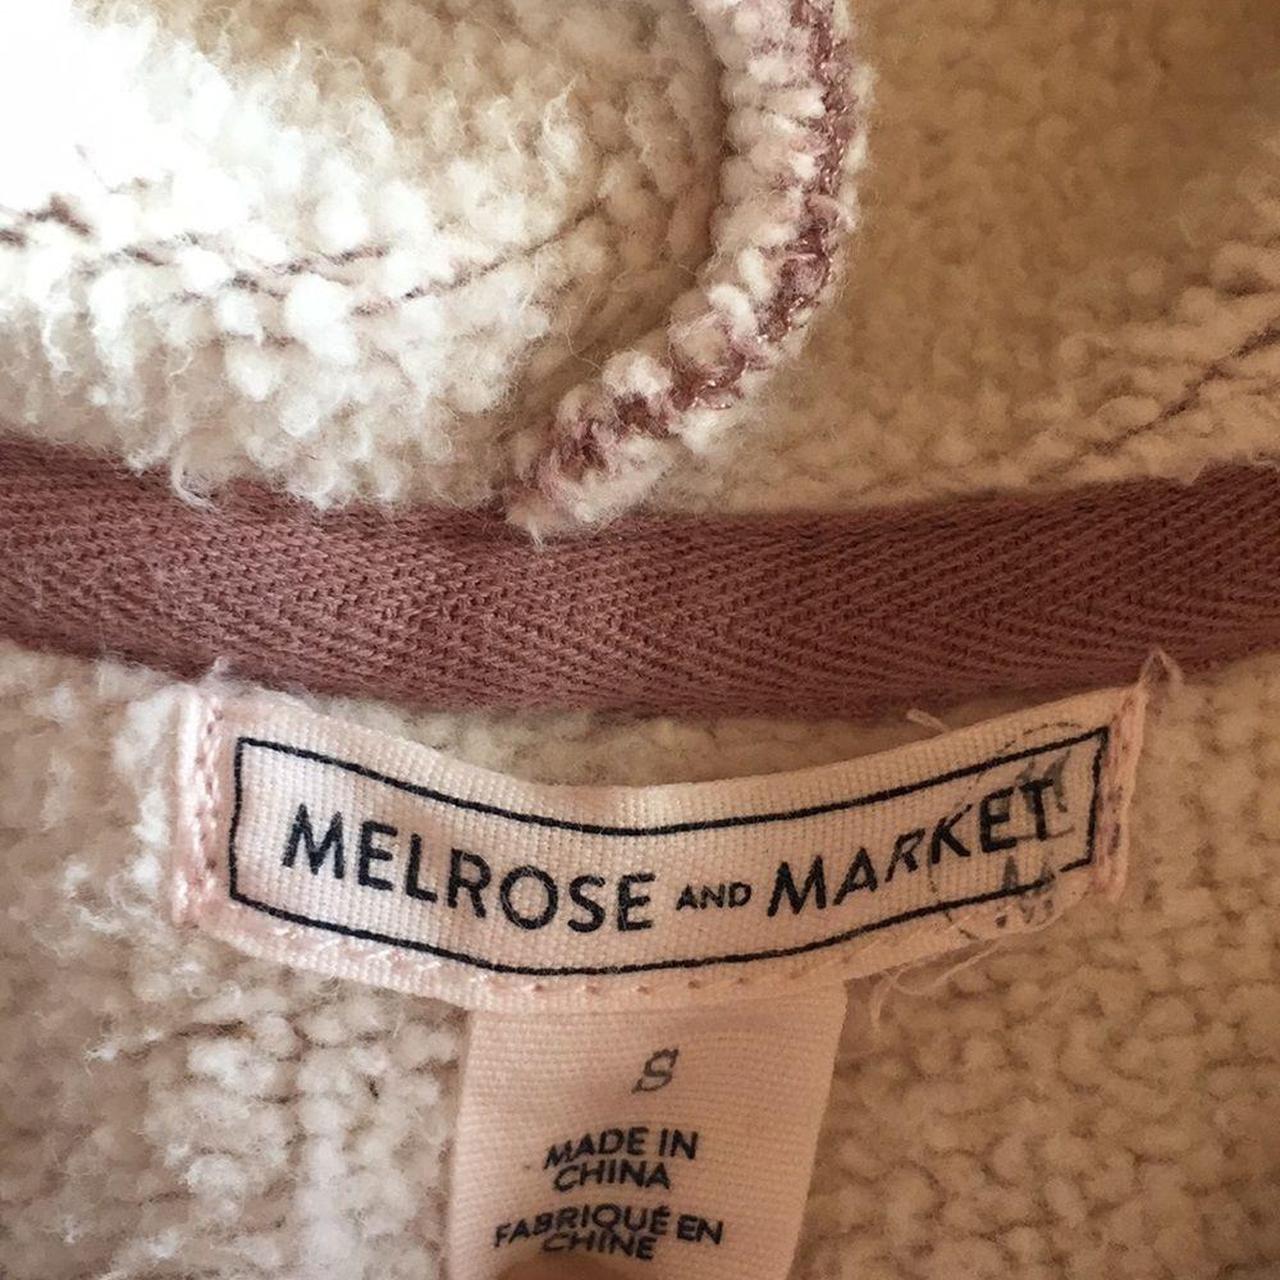 MELROSE AND MARKET
S
MADE IN
CHINA
FABRIQUÉ EN
CHINE